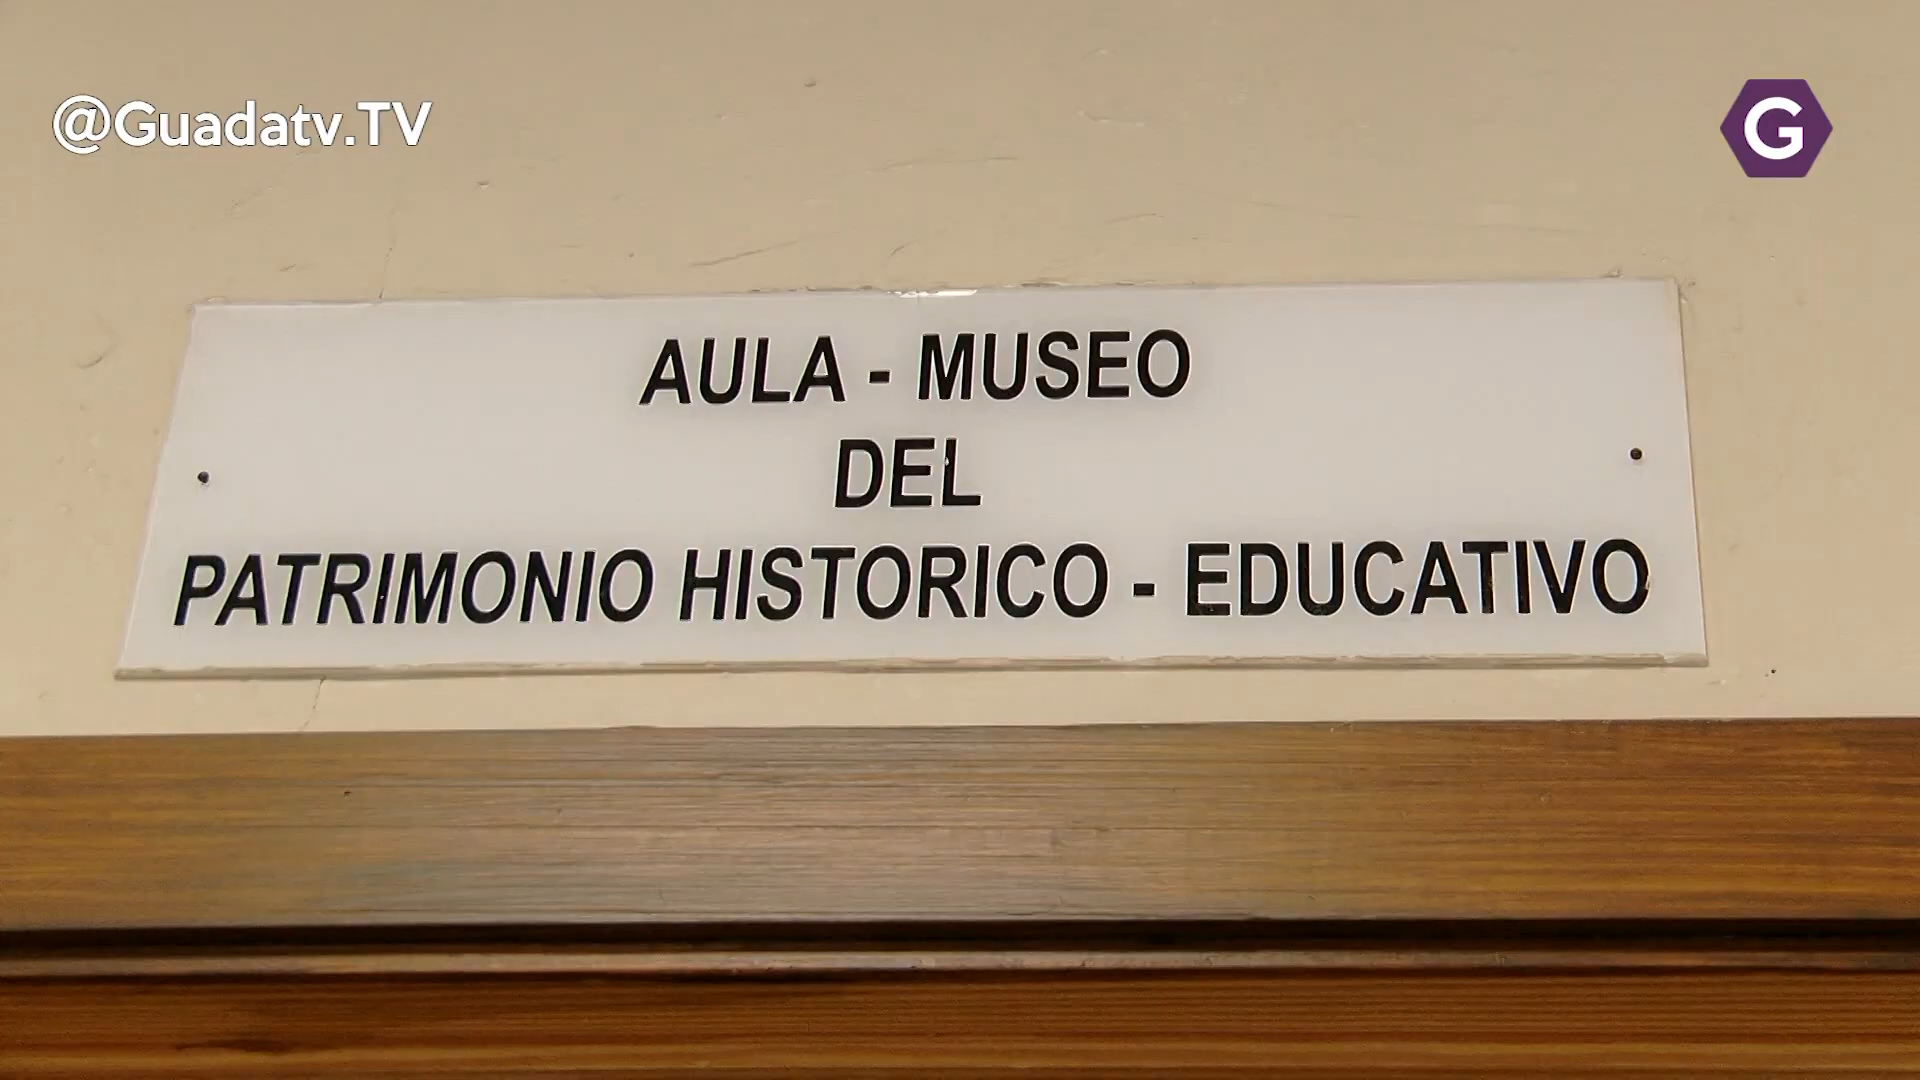 @Guadatv.TV
G
AULA - MUSEO
DEL
PATRIMONIO HISTORICO - EDUCATIVO